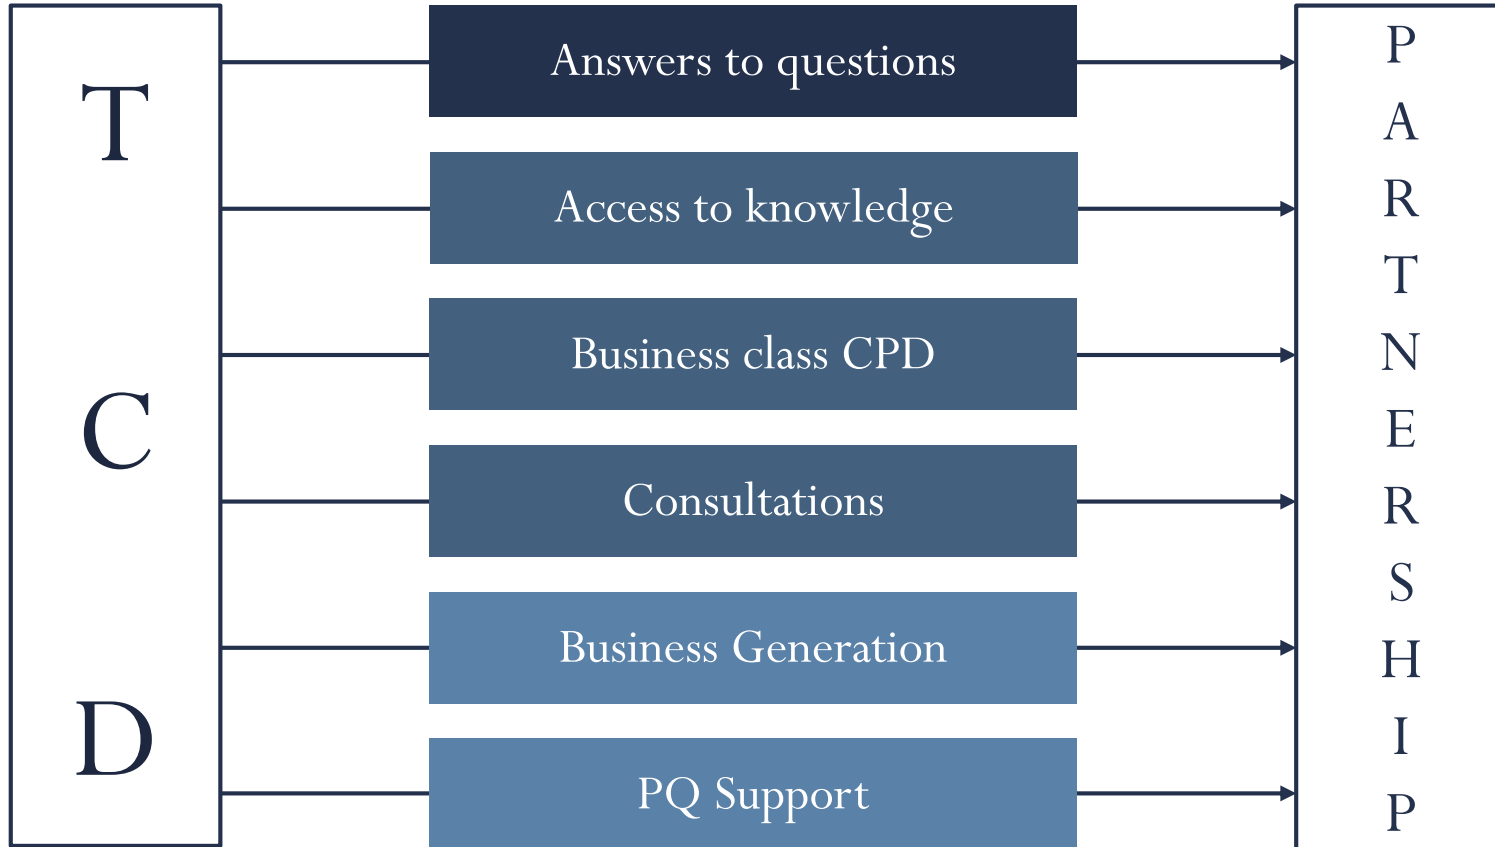 T
C
D
Answers to questions
Access to knowledge
Business class CPD
Consultations
Business Generation
PQ Support
P
A
R
T
N
E
R
S
H
I
P